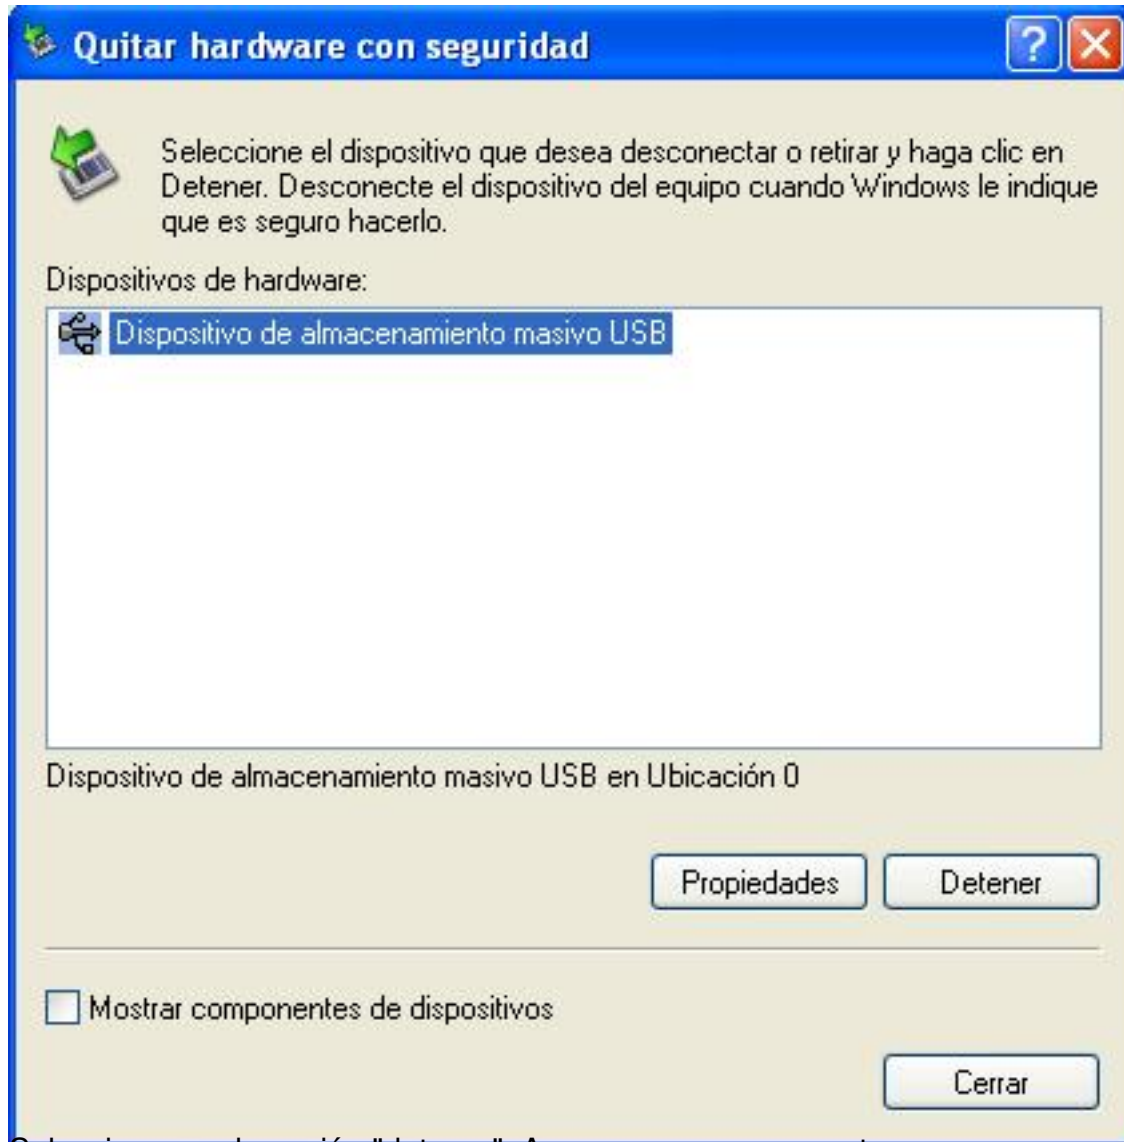 Quitar hardware con seguridad
Seleccione el dispositivo que desea desconectar o retirar y haga clic en
Detener. Desconecte el dispositivo del equipo cuando Windows le indique
que es seguro hacerlo.
Dispositivos de hardware:
Dispositivo de almacenamiento masivo USB
Dispositivo de almacenamiento masivo USB en Ubicación 0
Propiedades
Detener
Mostrar componentes de dispositivos
Cerrar